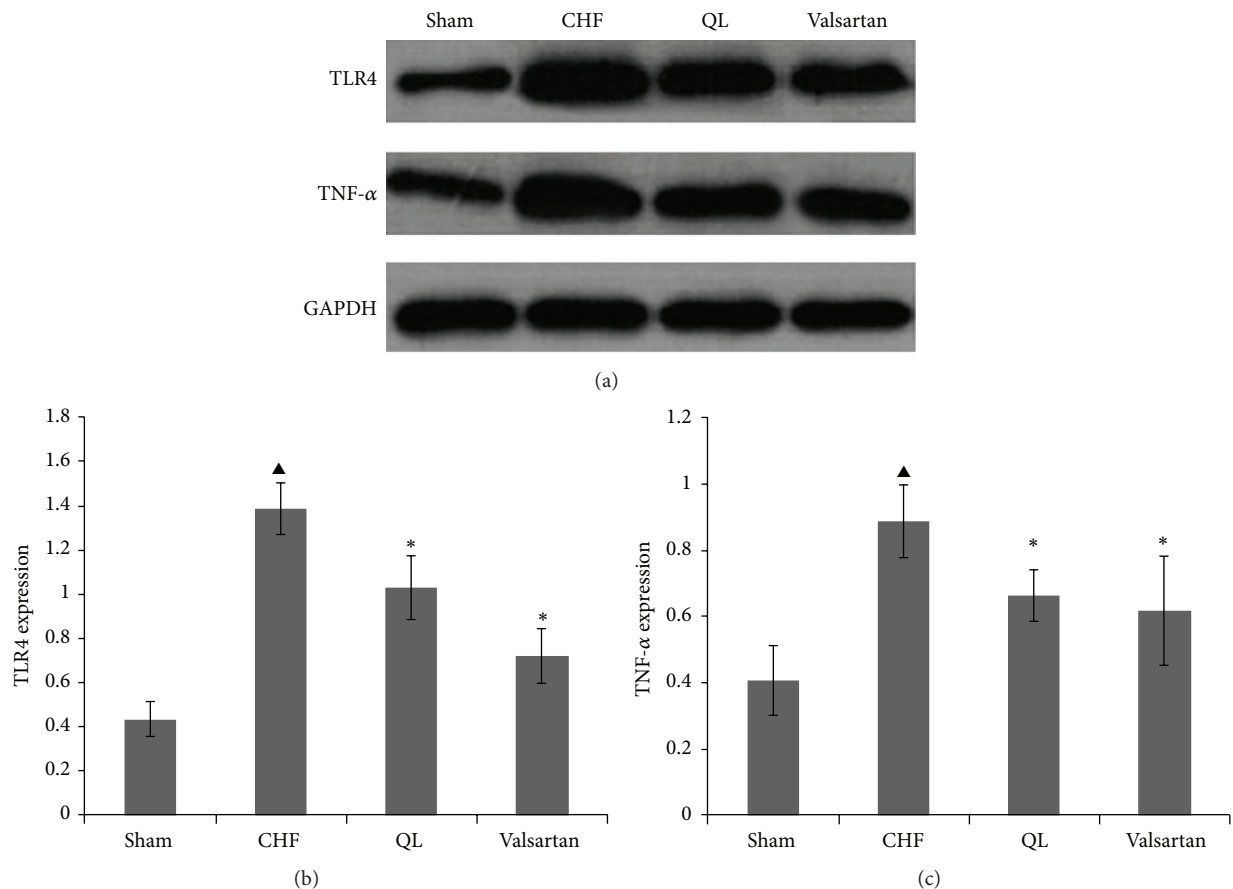 Sham CHF QL Valsartan
TLR4
TNF-α
GAPDH
(a)
1.8
1.6
1.4
1.2
1
0.8
0.6
0.4
0.2
0
TLR4 expression
▲
*
*
Sham CHF QL Valsartan
(b)
1.2
1
0.8
0.6
0.4
0.2
0
TNF-α expression
▲
*
*
Sham CHF QL Valsartan
(c)